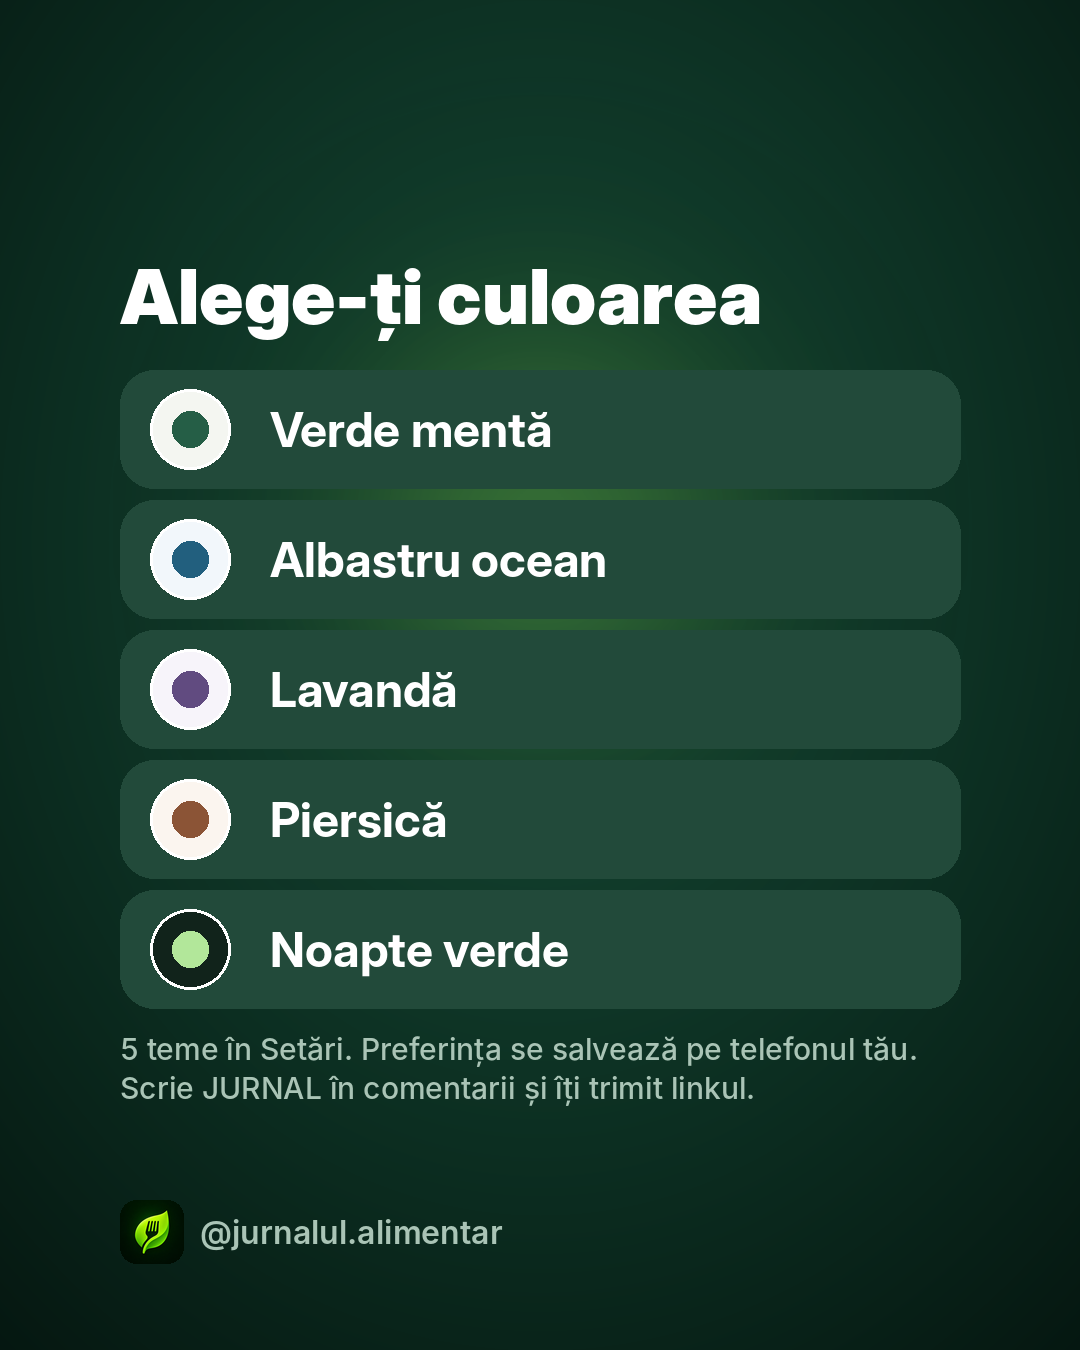 Alege-ți culoarea
Verde mentă
Albastru ocean
Lavandă
Piersică
Noapte verde
5 teme în Setări. Preferința se salvează pe telefonul tău.
Scrie JURNAL în comentarii și îți trimit linkul.
@jurnalul.alimentar